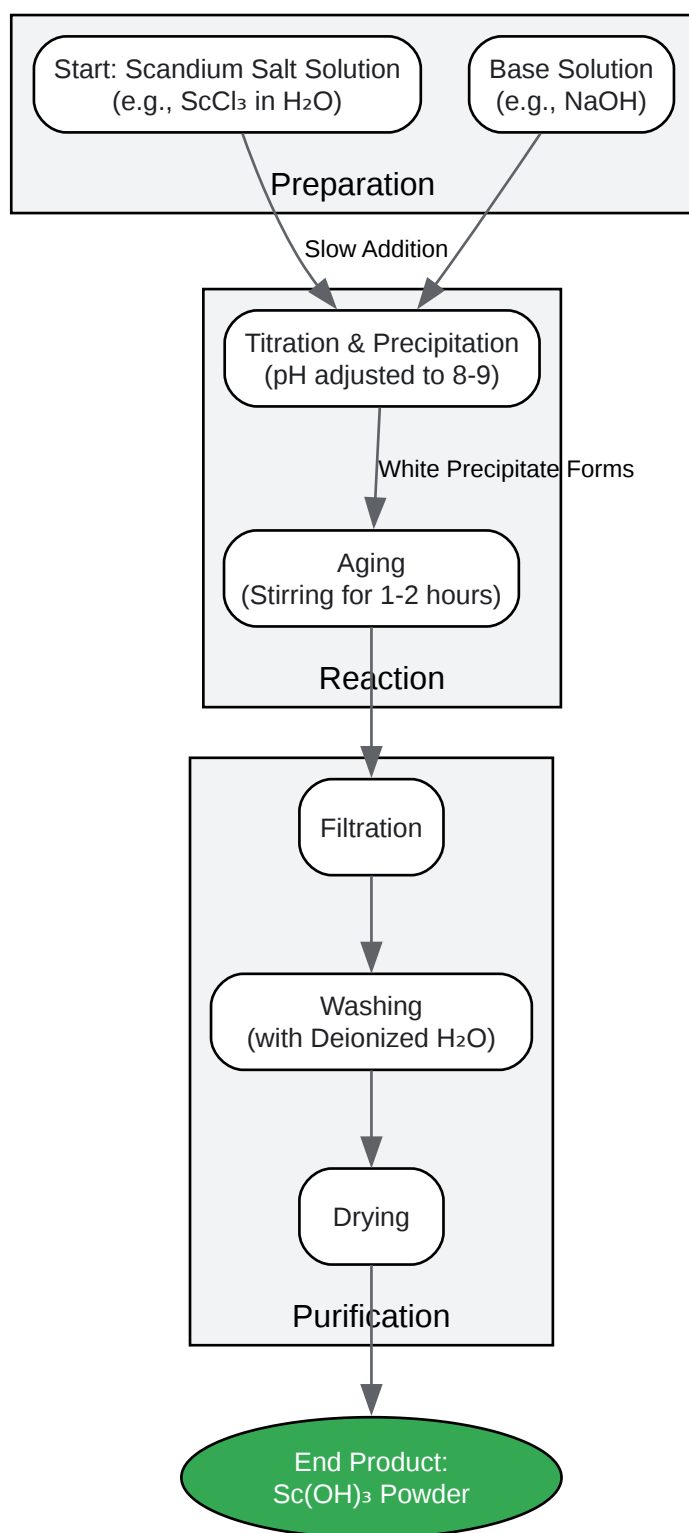 Start: Scandium Salt Solution
(e.g., ScCl₃ in H₂O)
Base Solution
(e.g., NaOH)
Preparation
Slow Addition
Titration & Precipitation
(pH adjusted to 8-9)
White Precipitate Forms
Aging
(Stirring for 1-2 hours)
Reaction
Filtration
Washing
(with Deionized H₂O)
Drying
Purification
End Product:
Sc(OH)₃ Powder